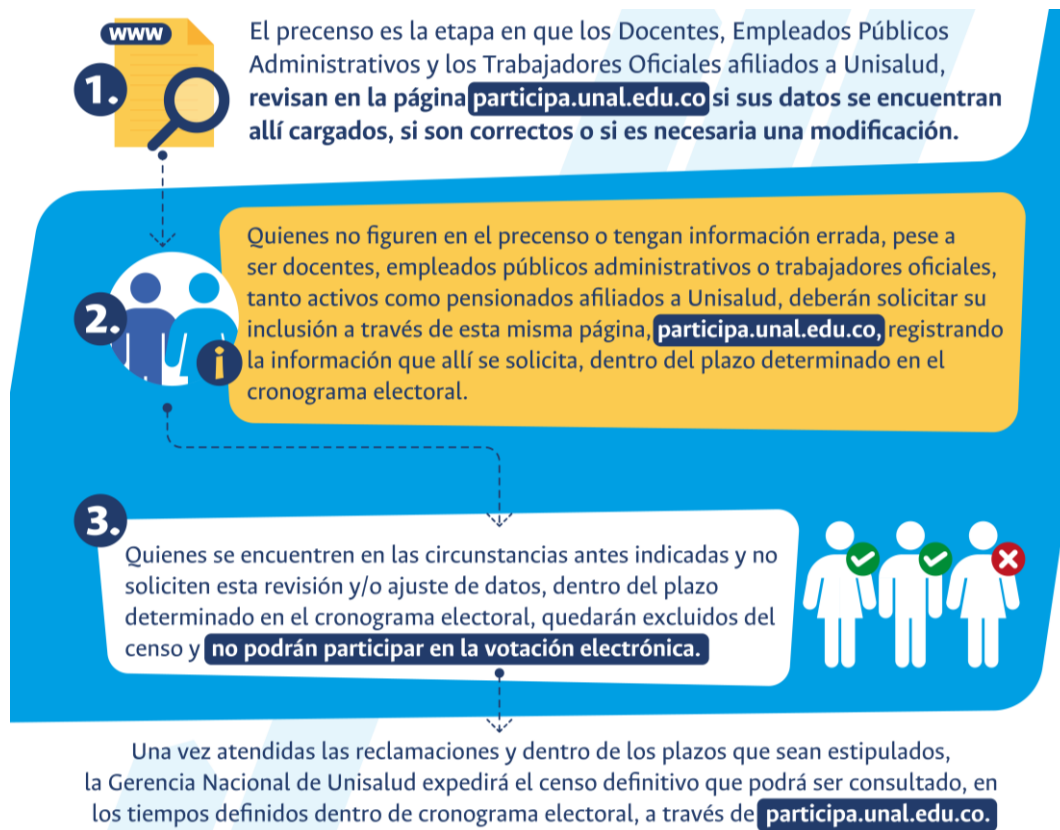 www
1.
El precenso es la etapa en que los Docentes, Empleados Públicos
Administrativos y los Trabajadores Oficiales afiliados a Unisalud,
revisan en la página participa.unal.edu.co si sus datos se encuentran
allí cargados, si son correctos o si es necesaria una modificación.
2.
i
Quienes no figuren en el precenso o tengan información errada, pese a
ser docentes, empleados públicos administrativos o trabajadores oficiales,
tanto activos como pensionados afiliados a Unisalud, deberán solicitar su
inclusión a través de esta misma página, participa.unal.edu.co, registrando
la información que allí se solicita, dentro del plazo determinado en el
cronograma electoral.
3.
Quienes se encuentren en las circunstancias antes indicadas y no
soliciten esta revisión y/o ajuste de datos, dentro del plazo
determinado en el cronograma electoral, quedarán excluidos del
censo y no podrán participar en la votación electrónica.
Una vez atendidas las reclamaciones y dentro de los plazos que sean estipulados,
la Gerencia Nacional de Unisalud expedirá el censo definitivo que podrá ser consultado, en
los tiempos definidos dentro de cronograma electoral, a través de participa.unal.edu.co.